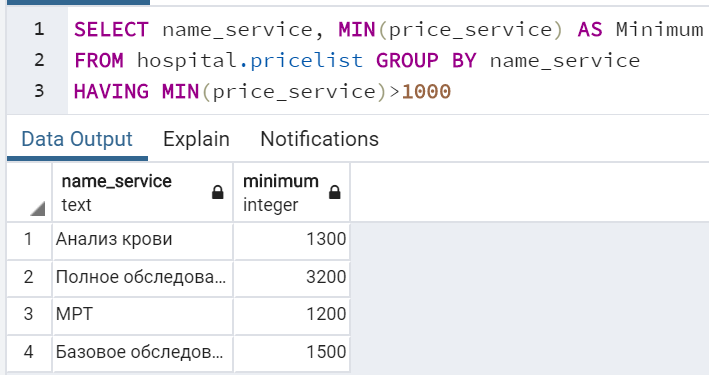 1 SELECT name_service, MIN(price_service) AS Minimum
2 FROM hospital.pricelist GROUP BY name_service
3 HAVING MIN(price_service)>1000
Data Output Explain Notifications
name_service minimum
text integer
1 Анализ крови 1300
2 Полное обследова... 3200
3 МРТ 1200
4 Базовое обследов... 1500